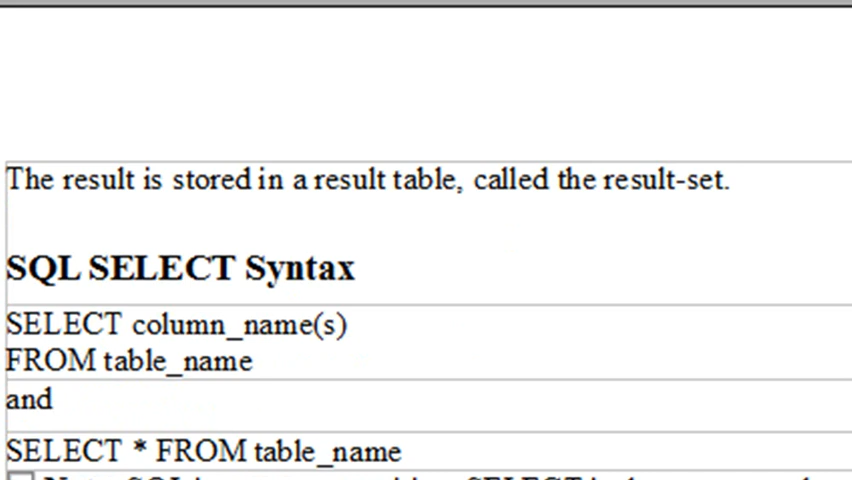 The result is stored in a result table, called the result-set.
SQL SELECT Syntax
SELECT column_name(s)
FROM table_name
and
SELECT * FROM table_name